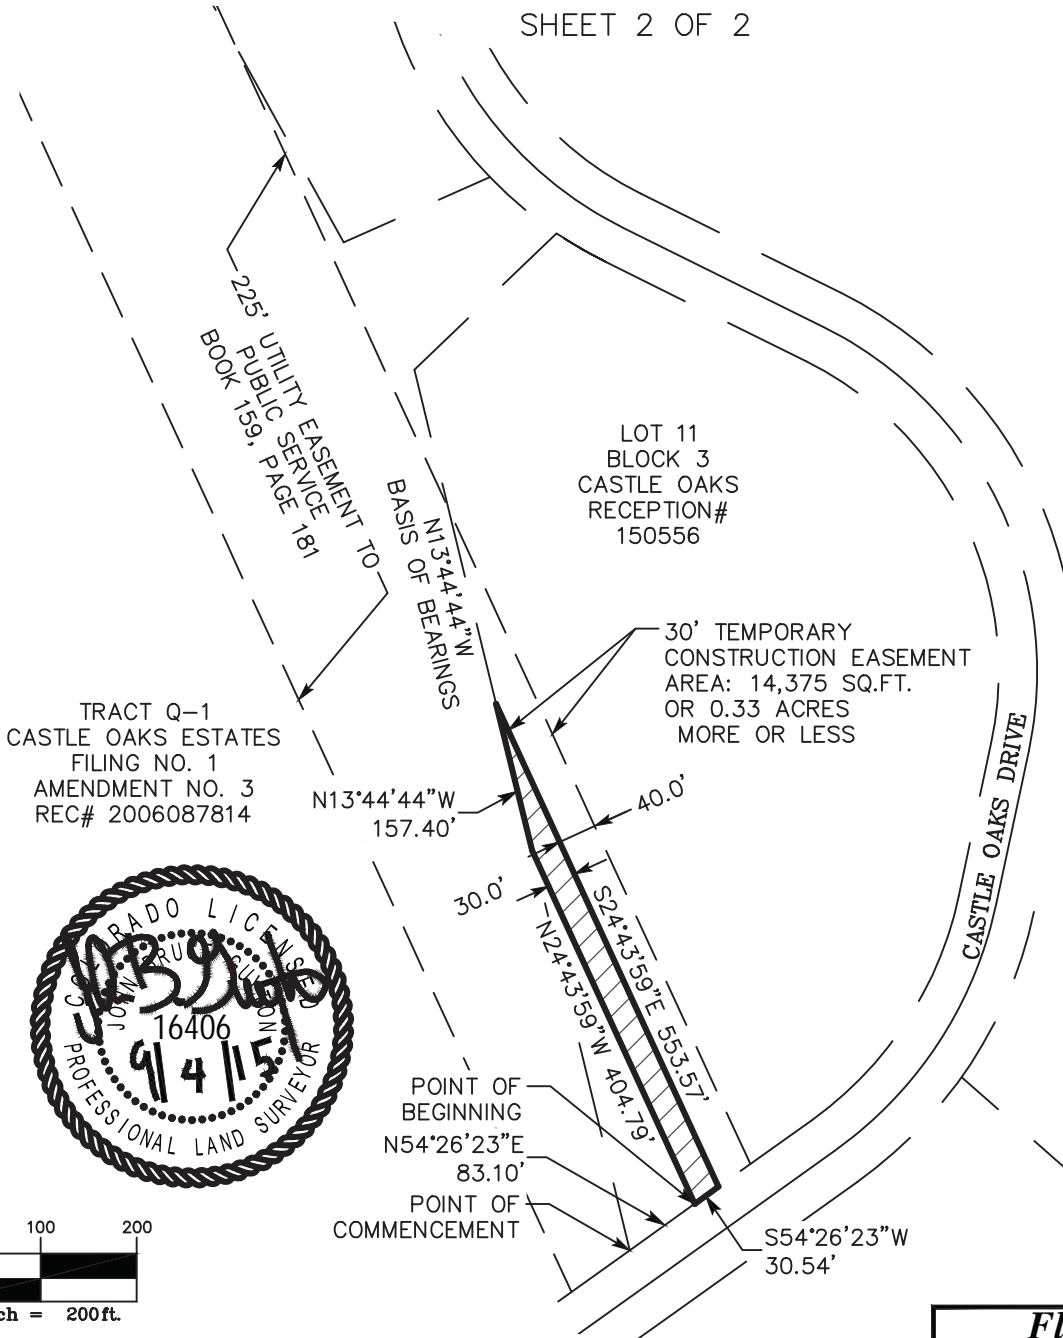 SHEET 2 OF 2
225' UTILITY EASEMENT TO
PUBLIC SERVICE
BOOK 159, PAGE 181
LOT 11
BLOCK 3
CASTLE OAKS
RECEPTION#
150556
N13°44'44"W
BASIS OF BEARINGS
30' TEMPORARY
CONSTRUCTION EASEMENT
AREA: 14,375 SQ.FT.
OR 0.33 ACRES
MORE OR LESS
TRACT Q-1
CASTLE OAKS ESTATES
FILING NO. 1
AMENDMENT NO. 3
REC# 2006087814
N13°44'44"W
157.40'
40.0'
30.0'
S24°43'59"E 553.57'
N24°43'59"W 404.79'
CASTLE OAKS DRIVE
COLORADO LICENSED
PROFESSIONAL LAND SURVEYOR
16406
9/4/15
POINT OF
BEGINNING
N54°26'23"E
83.10'
POINT OF
COMMENCEMENT
S54°26'23"W
30.54'
100 200
ch = 200ft.